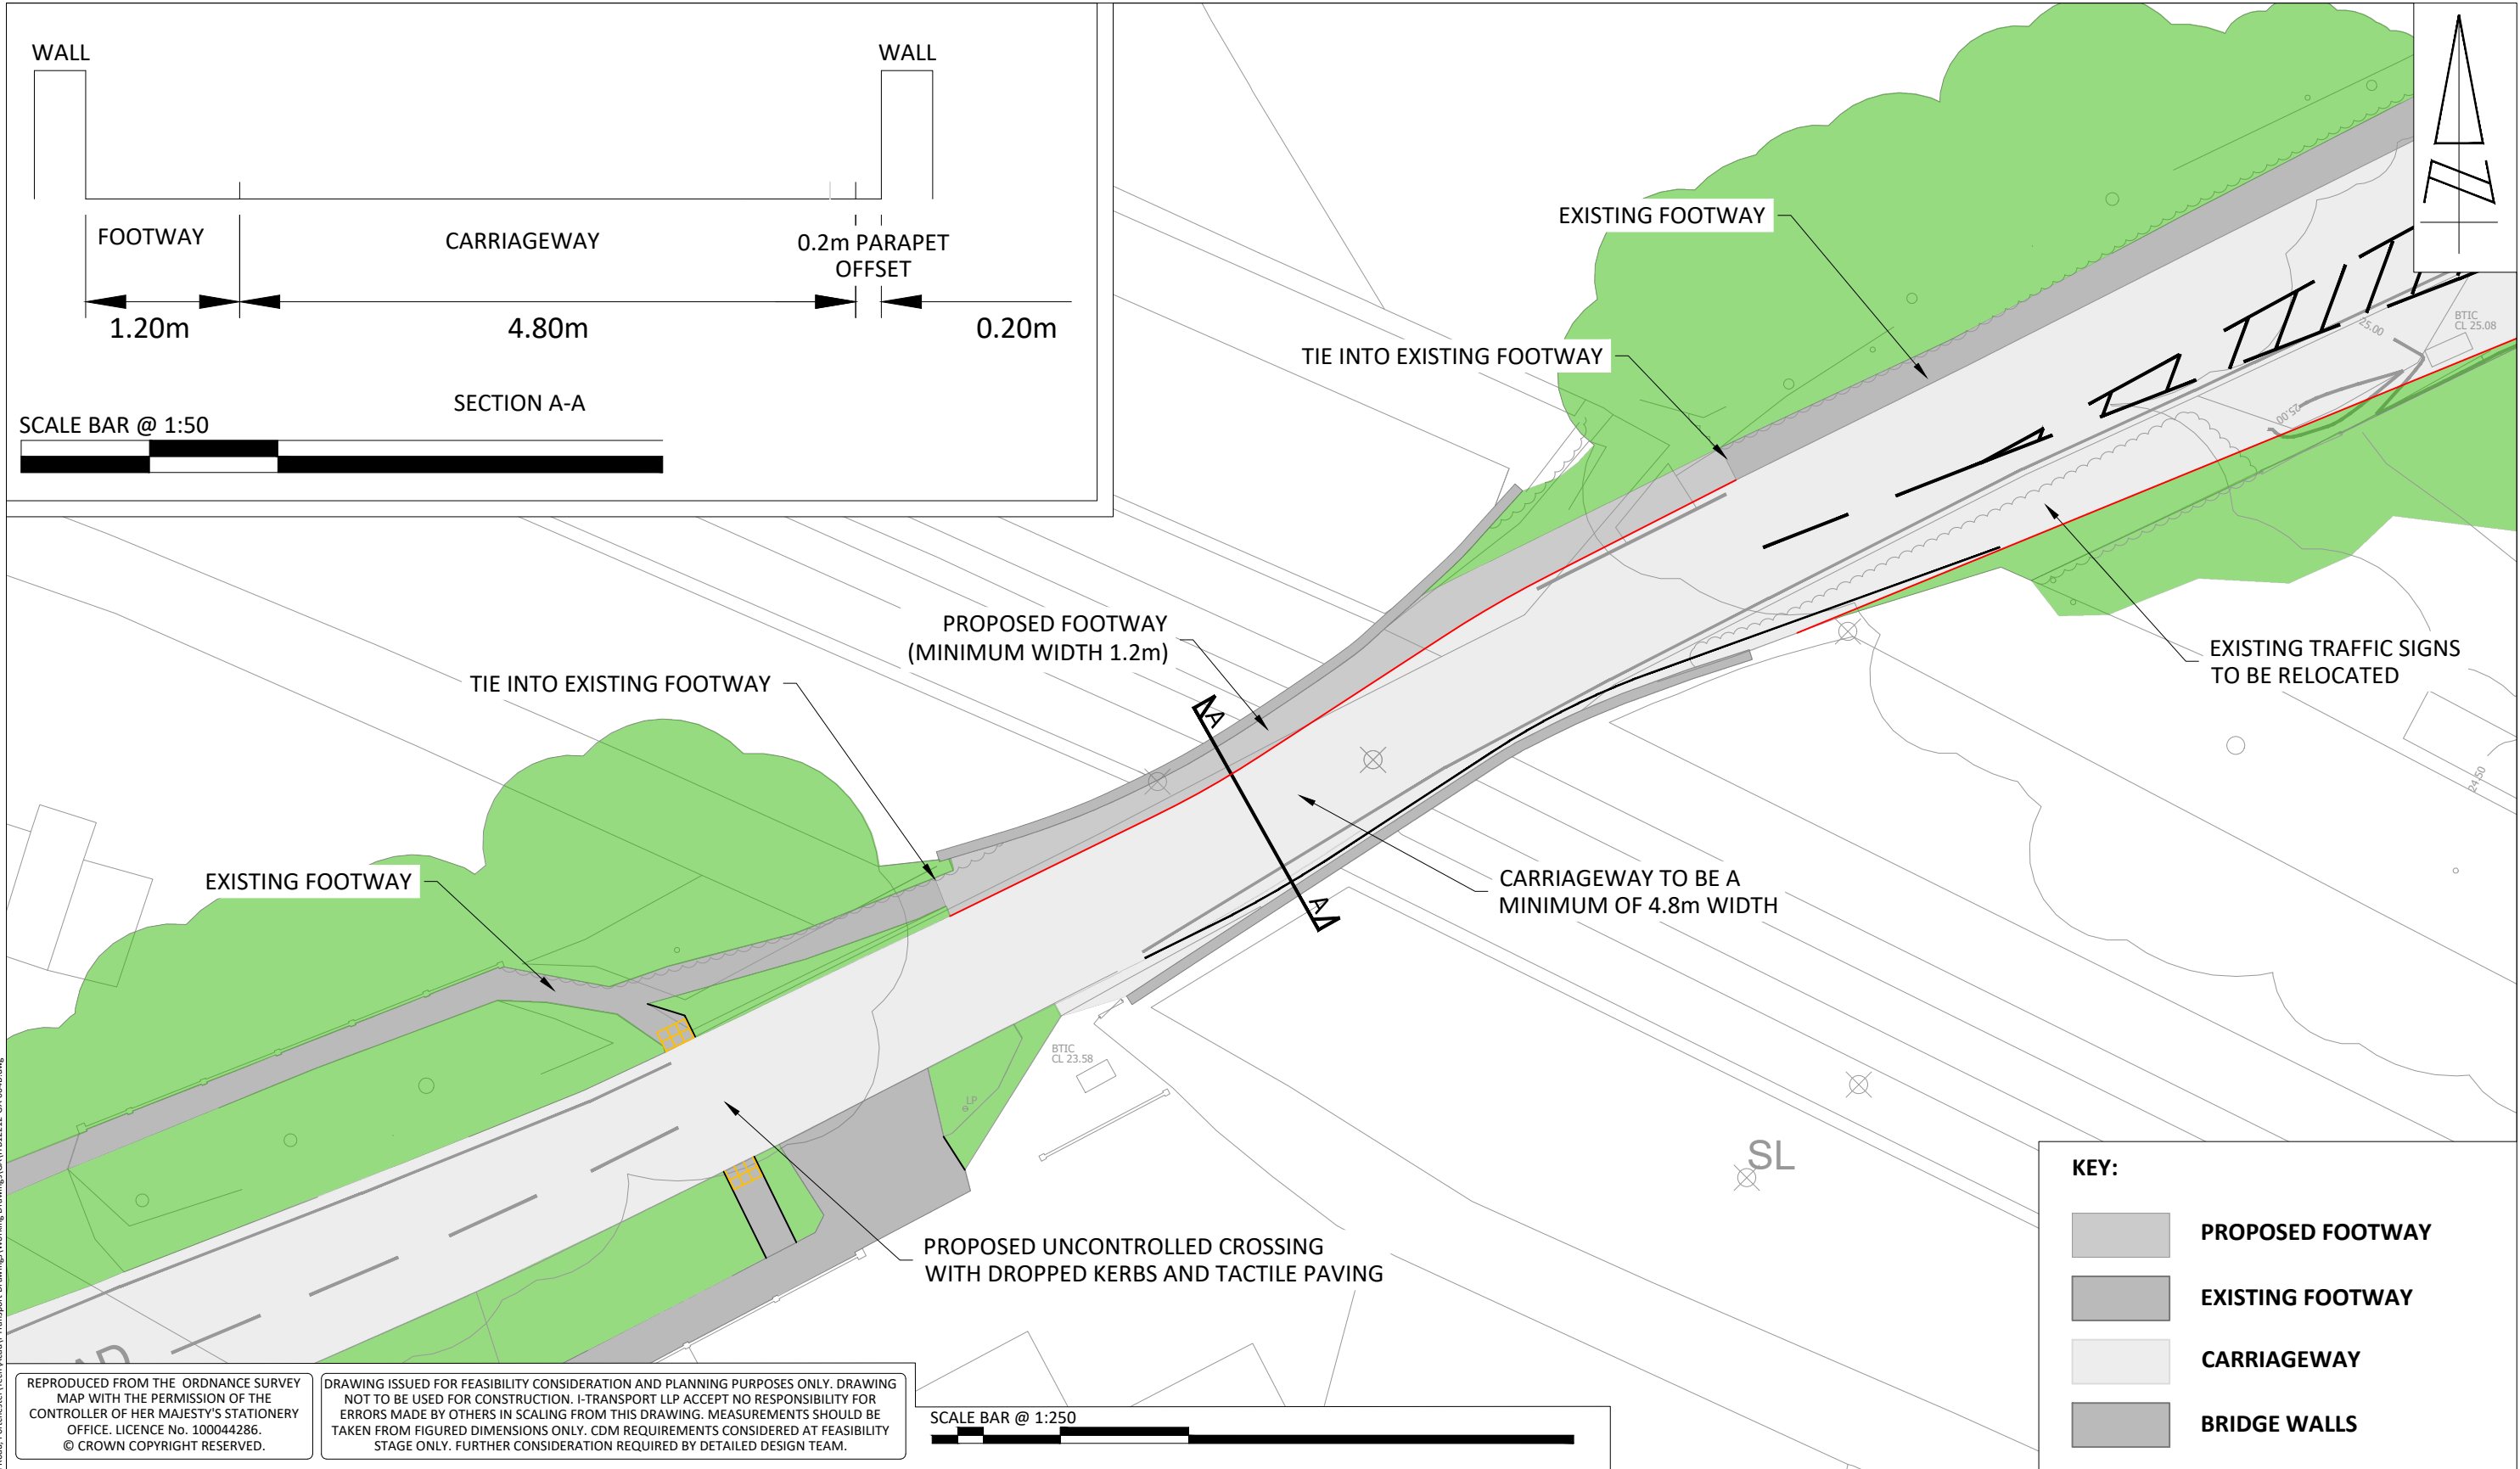 WALL
WALL
FOOTWAY
CARRIAGEWAY
0.2m PARAPET
OFFSET
1.20m
4.80m
0.20m
SECTION A-A
SCALE BAR @ 1:50
EXISTING FOOTWAY
TIE INTO EXISTING FOOTWAY
BTIC
CL 25.08
25.00
25.00
PROPOSED FOOTWAY
(MINIMUM WIDTH 1.2m)
EXISTING TRAFFIC SIGNS
TO BE RELOCATED
TIE INTO EXISTING FOOTWAY
A
24.50
EXISTING FOOTWAY
CARRIAGEWAY TO BE A
MINIMUM OF 4.8m WIDTH
A
BTIC
CL 23.58
LP
SL
PROPOSED UNCONTROLLED CROSSING
WITH DROPPED KERBS AND TACTILE PAVING
KEY:
PROPOSED FOOTWAY
EXISTING FOOTWAY
CARRIAGEWAY
BRIDGE WALLS
REPRODUCED FROM THE ORDNANCE SURVEY
MAP WITH THE PERMISSION OF THE
CONTROLLER OF HER MAJESTY'S STATIONERY
OFFICE. LICENCE No. 100044286.
© CROWN COPYRIGHT RESERVED.
DRAWING ISSUED FOR FEASIBILITY CONSIDERATION AND PLANNING PURPOSES ONLY. DRAWING
NOT TO BE USED FOR CONSTRUCTION. I-TRANSPORT LLP ACCEPT NO RESPONSIBILITY FOR
ERRORS MADE BY OTHERS IN SCALING FROM THIS DRAWING. MEASUREMENTS SHOULD BE
TAKEN FROM FIGURED DIMENSIONS ONLY. CDM REQUIREMENTS CONSIDERED AT FEASIBILITY
STAGE ONLY. FURTHER CONSIDERATION REQUIRED BY DETAILED DESIGN TEAM.
SCALE BAR @ 1:250